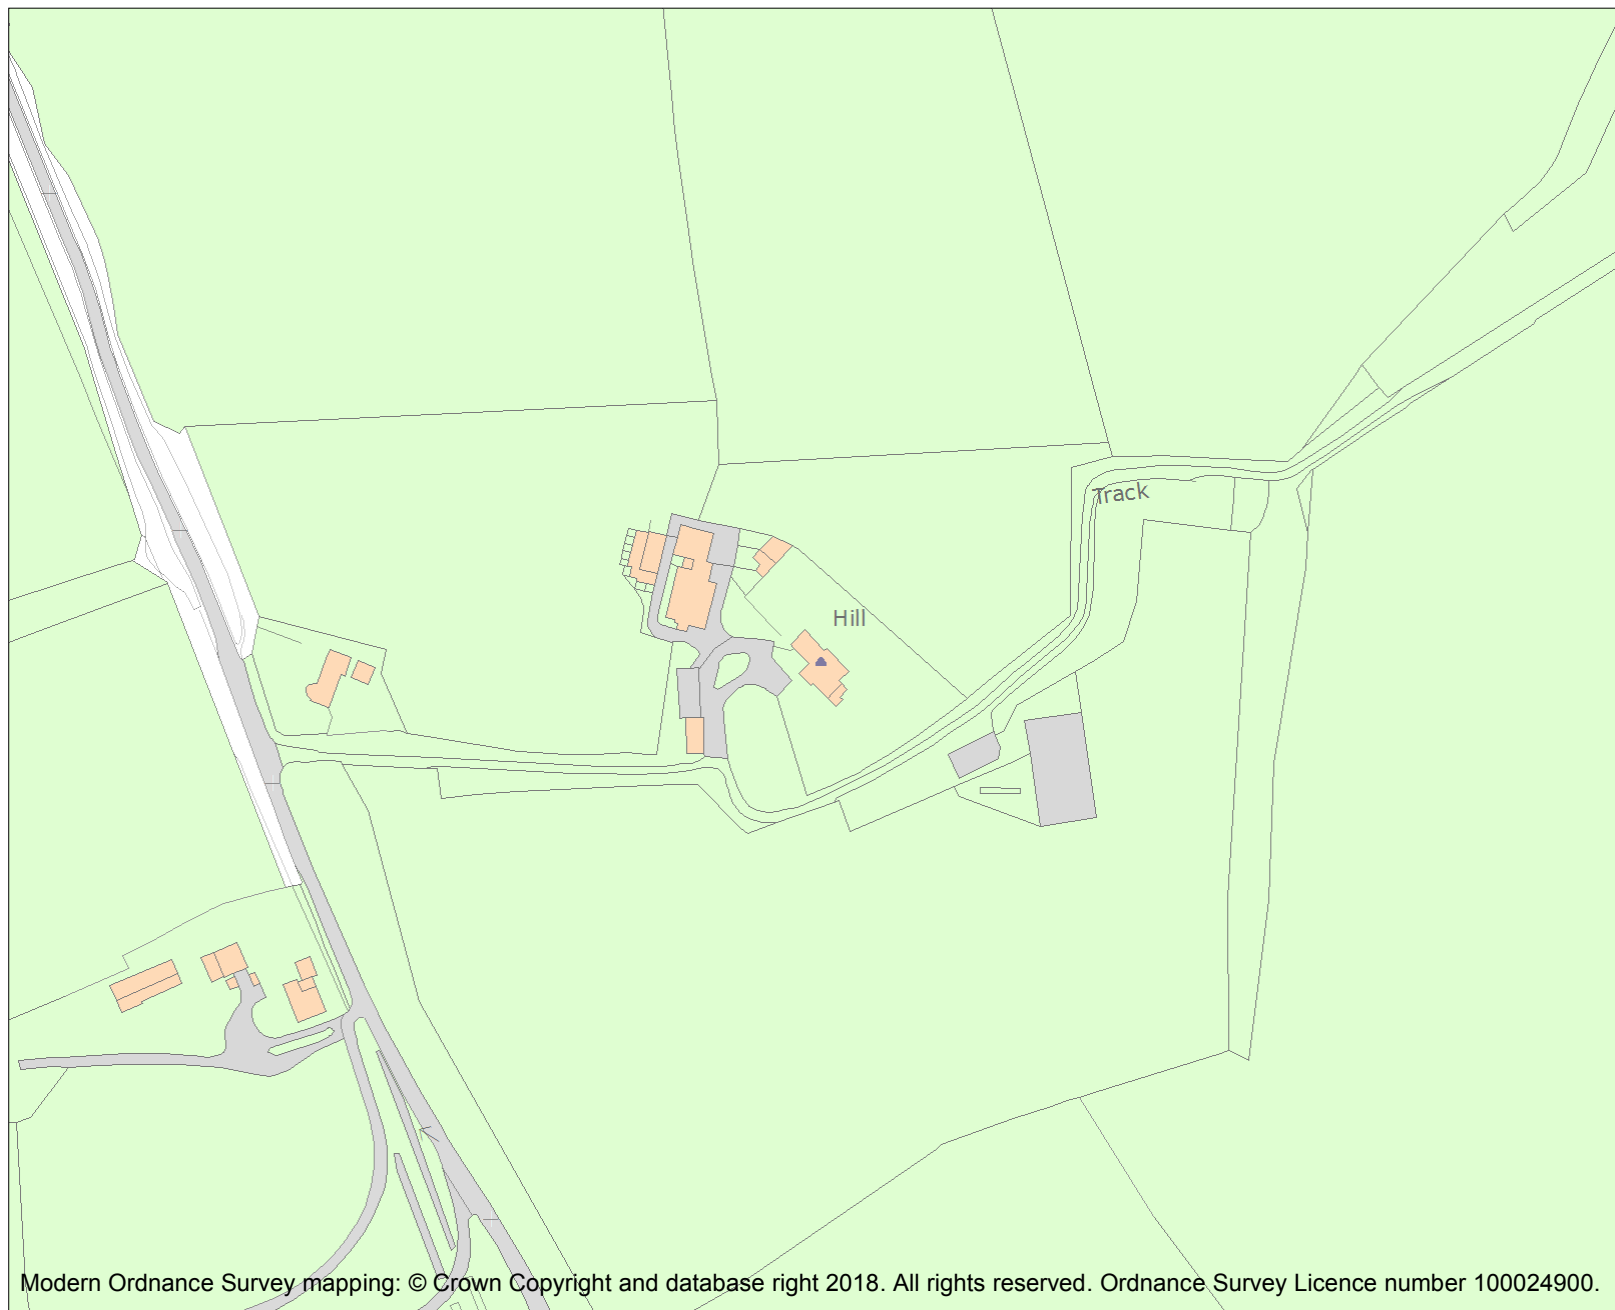 Track
Hill
Modern Ordnance Survey mapping: © Crown Copyright and database right 2018. All rights reserved. Ordnance Survey Licence number 100024900.